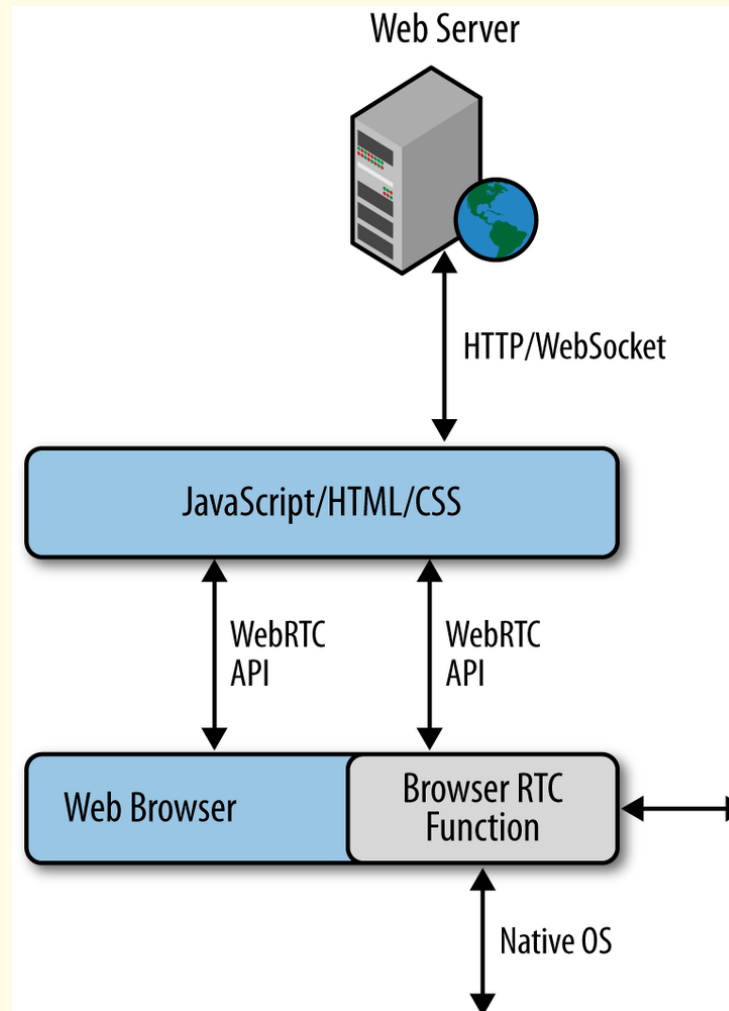 Web Server
HTTP/WebSocket
JavaScript/HTML/CSS
WebRTC
API
WebRTC
API
Web Browser
Browser RTC
Function
Native OS